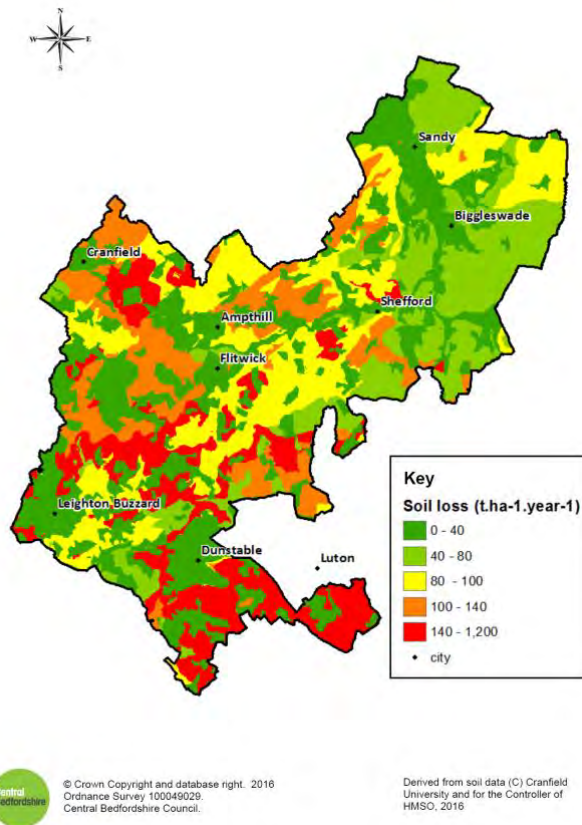 N
W E
S
Sandy
Biggleswade
Cranfield
Shefford
Ampthill
Flitwick
Leighton Buzzard
Dunstable
Luton
Key
Soil loss (t.ha-1.year-1)
0 - 40
40 - 80
80 - 100
100 - 140
140 - 1,200
city
Central
Bedfordshire
© Crown Copyright and database right. 2016
Ordnance Survey 100049029.
Central Bedfordshire Council.
Derived from soil data (C) Cranfield
University and for the Controller of
HMSO, 2016